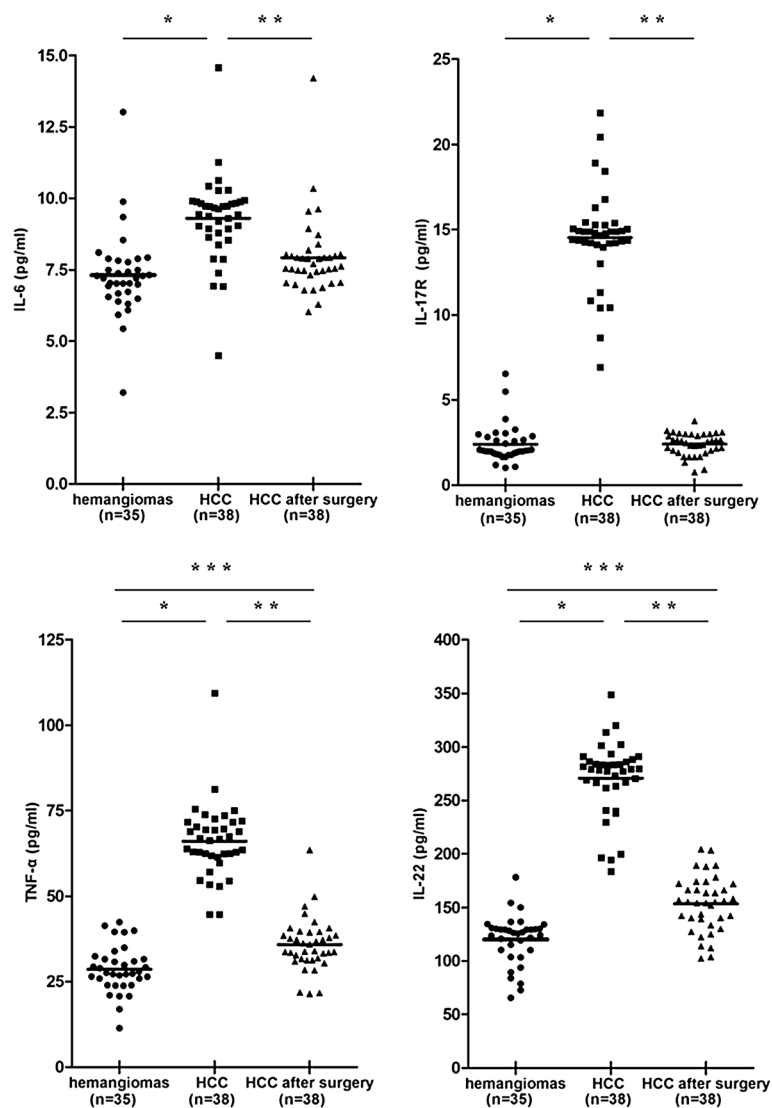 * * *
* * *
15.0
12.5
10.0
7.5
5.0
2.5
0.0
IL-6 (pg/ml)
hemangiomas HCC HCC after surgery
(n=35) (n=38) (n=38)
25
20
15
10
5
0
IL-17R (pg/ml)
hemangiomas HCC HCC after surgery
(n=35) (n=38) (n=38)
* * *
* * *
125
100
75
50
25
0
TNF-α (pg/ml)
hemangiomas HCC HCC after surgery
(n=35) (n=38) (n=38)
* * *
* * *
400
350
300
250
200
150
100
50
0
IL-22 (pg/ml)
hemangiomas HCC HCC after surgery
(n=35) (n=38) (n=38)